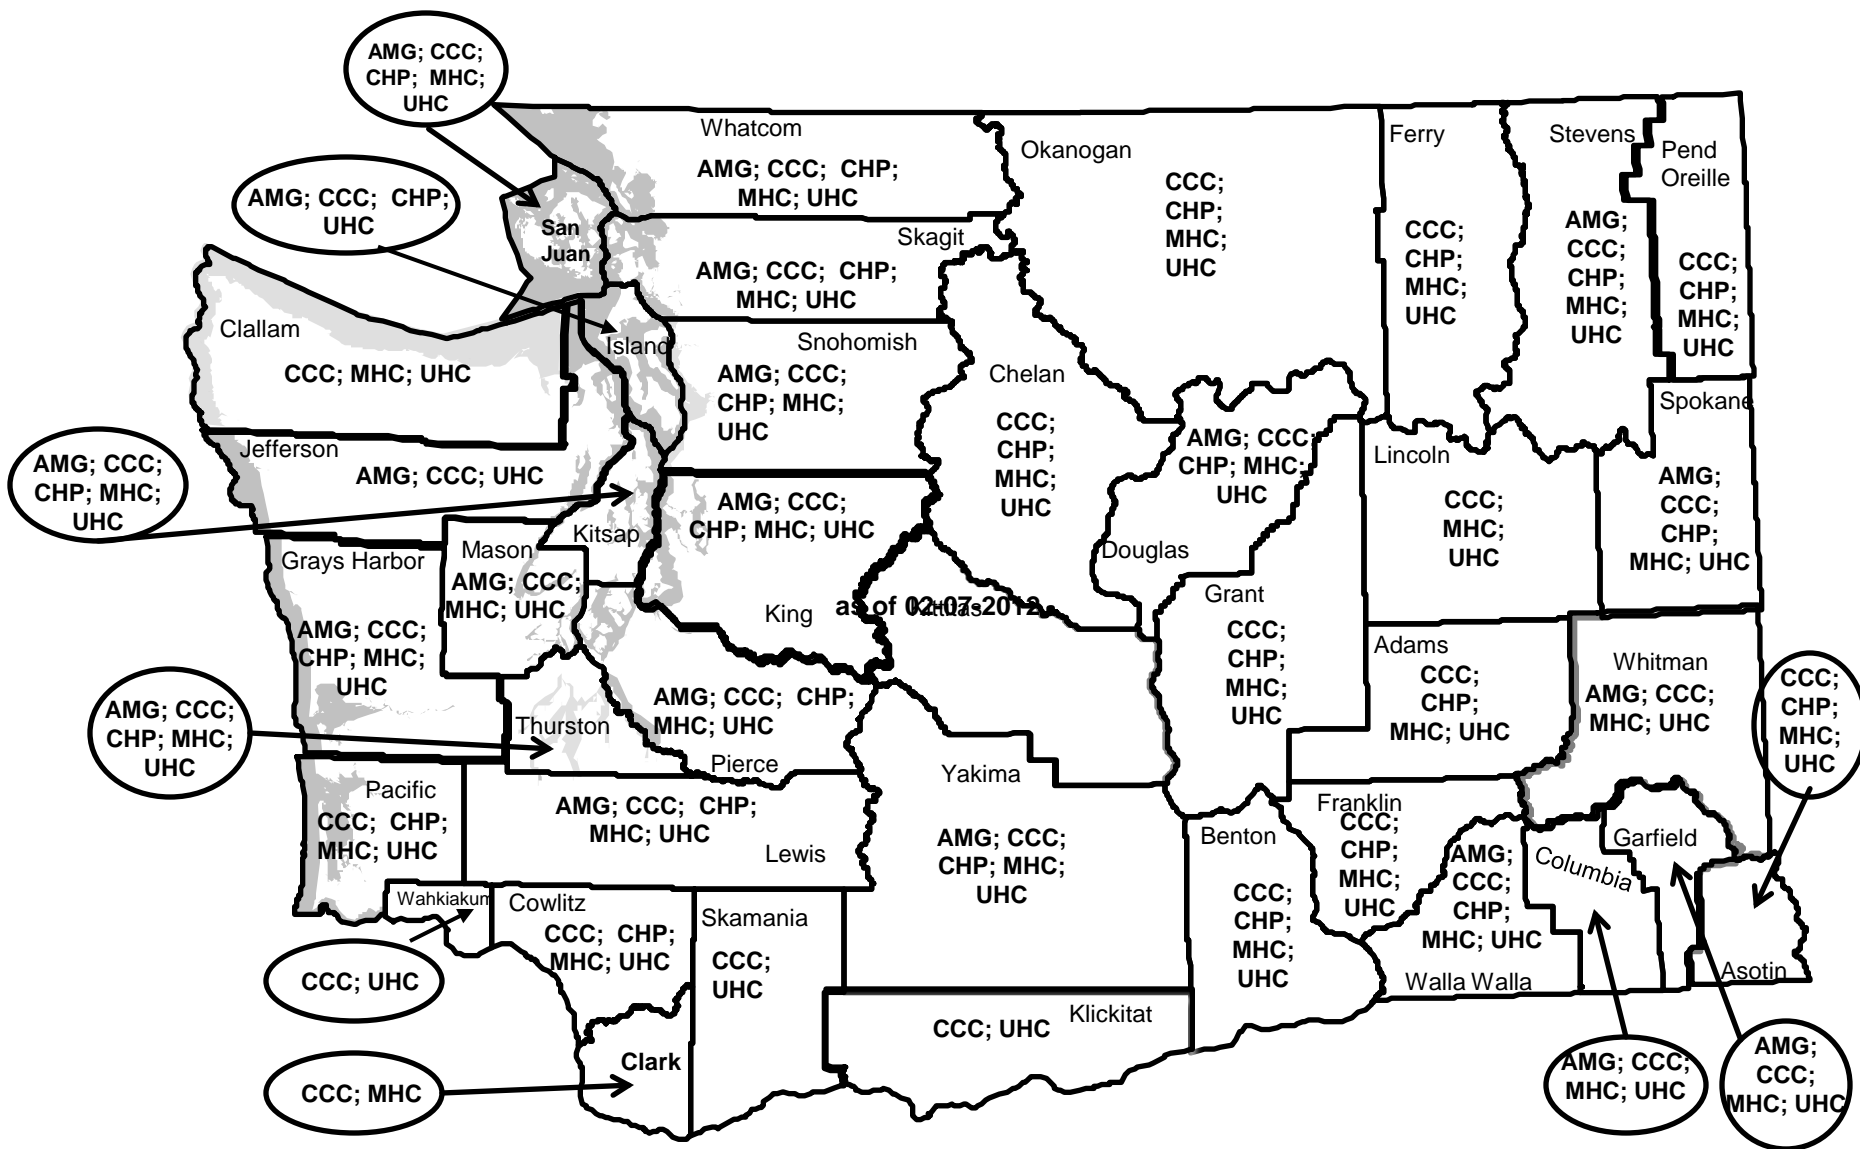 AMG; CCC;
CHP; MHC;
UHC
AMG; CCC; CHP;
UHC
San
Juan
Whatcom
AMG; CCC; CHP;
MHC; UHC
Skagit
AMG; CCC; CHP;
MHC; UHC
Okanogan
CCC;
CHP;
MHC;
UHC
Ferry
CCC;
CHP;
MHC;
UHC
Stevens
AMG;
CCC;
CHP;
MHC;
UHC
Pend
Oreille
CCC;
CHP;
MHC;
UHC
Clallam
CCC; MHC; UHC
Island
Snohomish
AMG; CCC;
CHP; MHC;
UHC
Chelan
CCC;
CHP;
MHC;
UHC
AMG; CCC;
CHP; MHC;
UHC
Douglas
Lincoln
CCC;
MHC;
UHC
Spokane
AMG;
CCC;
CHP;
MHC; UHC
Jefferson
AMG; CCC; UHC
AMG; CCC;
CHP; MHC;
UHC
Kitsap
AMG; CCC;
CHP; MHC; UHC
King
as of 02-07-2012
Kittitas
Grays Harbor
AMG; CCC;
CHP; MHC;
UHC
Mason
AMG; CCC;
MHC; UHC
Grant
CCC;
CHP;
MHC;
UHC
Adams
CCC;
CHP;
MHC; UHC
Whitman
AMG; CCC;
MHC; UHC
CCC;
CHP;
MHC;
UHC
AMG; CCC;
CHP; MHC;
UHC
Thurston
AMG; CCC; CHP;
MHC; UHC
Pierce
Pacific
CCC; CHP;
MHC; UHC
AMG; CCC; CHP;
MHC; UHC
Lewis
Yakima
AMG; CCC;
CHP; MHC;
UHC
Benton
CCC;
CHP;
MHC;
UHC
Franklin
CCC;
CHP;
MHC;
UHC
AMG;
CCC;
CHP;
MHC; UHC
Walla Walla
Columbia
Garfield
Asotin
Wahkiakum
CCC; UHC
Cowlitz
CCC; CHP;
MHC; UHC
Skamania
CCC;
UHC
CCC; UHC
Klickitat
Clark
CCC; MHC
AMG; CCC;
MHC; UHC
AMG;
CCC;
MHC; UHC